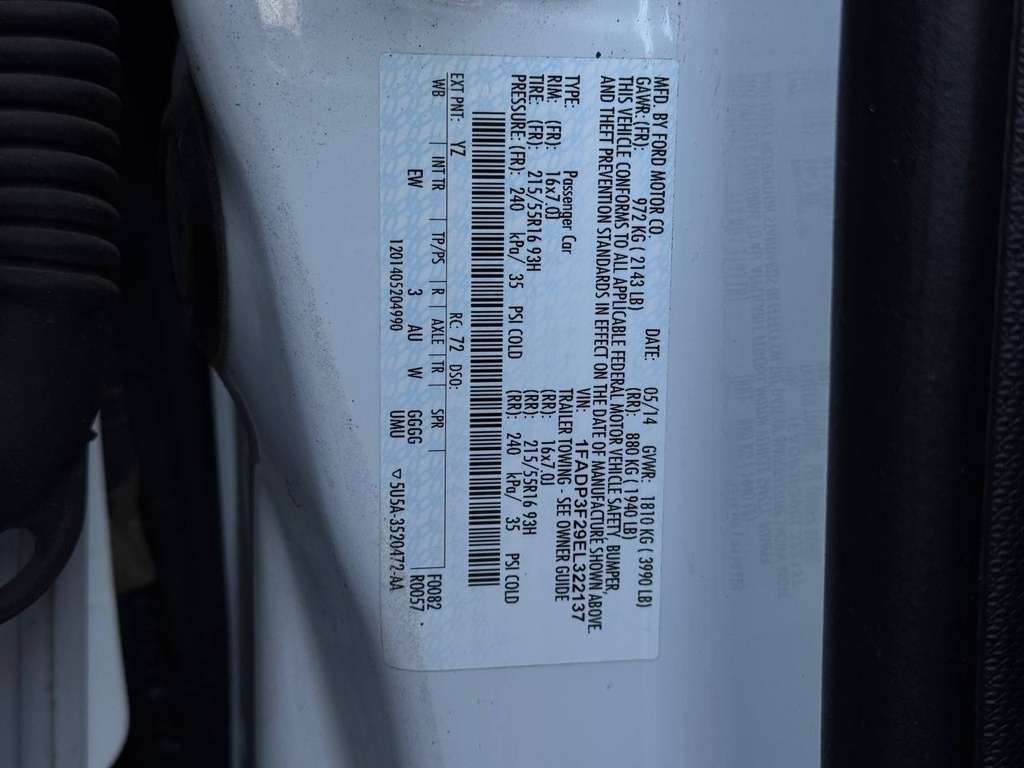 MFD. BY FORD MOTOR CO.
DATE: 05/14 GVWR: 1810 KG ( 3990 LB)
GAWR: (FR): 972 KG ( 2143 LB) (RR): 880 KG ( 1940 LB)
THIS VEHICLE CONFORMS TO ALL APPLICABLE FEDERAL MOTOR VEHICLE SAFETY, BUMPER,
AND THEFT PREVENTION STANDARDS IN EFFECT ON THE DATE OF MANUFACTURE SHOWN ABOVE.
VIN: 1FADP3F29EL322137
TYPE: Passenger Car TRAILER TOWING - SEE OWNER GUIDE
RIM: (FR): 16x7.0J (RR): 16x7.0J
TIRE: (FR): 215/55R16 93H (RR): 215/55R16 93H
PRESSURE: (FR): 240 kPa/ 35 PSI COLD (RR): 240 kPa/ 35 PSI COLD
EXT PNT: YZ RC: 72 DSO: F0082
WB INT TR TP/PS R AXLE TR SPR R0057
EW 3 AU W GGGG
1201405204990 UMU ▽5U5A-3520472-AA